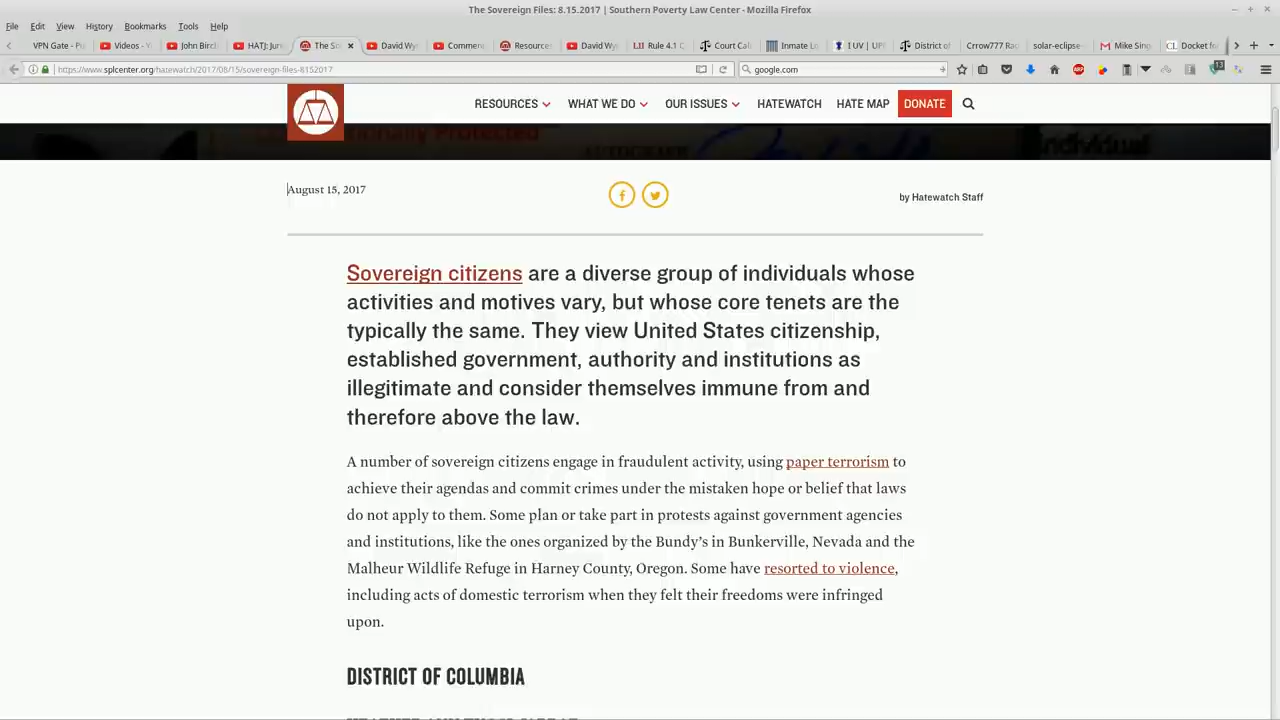 The Sovereign Files: 8.15.2017 | Southern Poverty Law Center - Mozilla Firefox
File Edit View History Bookmarks Tools Help
VPN Gate - Pu Videos - Y John Birch HATJ: Jun The So David Wy Commen Resources David Wy Rule 4.1 C Court Cal Inmate Lo I UV | UPF District of Crrow777 Rad solar-eclipse- Mike Sing Docket fo
https://www.splcenter.org/hatewatch/2017/08/15/sovereign-files-8152017 google.com 13
RESOURCES WHAT WE DO OUR ISSUES HATEWATCH HATE MAP DONATE
ionally Protected
Individual
August 15, 2017
by Hatewatch Staff
Sovereign citizens are a diverse group of individuals whose
activities and motives vary, but whose core tenets are the
typically the same. They view United States citizenship,
established government, authority and institutions as
illegitimate and consider themselves immune from and
therefore above the law.
A number of sovereign citizens engage in fraudulent activity, using paper terrorism to
achieve their agendas and commit crimes under the mistaken hope or belief that laws
do not apply to them. Some plan or take part in protests against government agencies
and institutions, like the ones organized by the Bundy’s in Bunkerville, Nevada and the
Malheur Wildlife Refuge in Harney County, Oregon. Some have resorted to violence,
including acts of domestic terrorism when they felt their freedoms were infringed
upon.
DISTRICT OF COLUMBIA